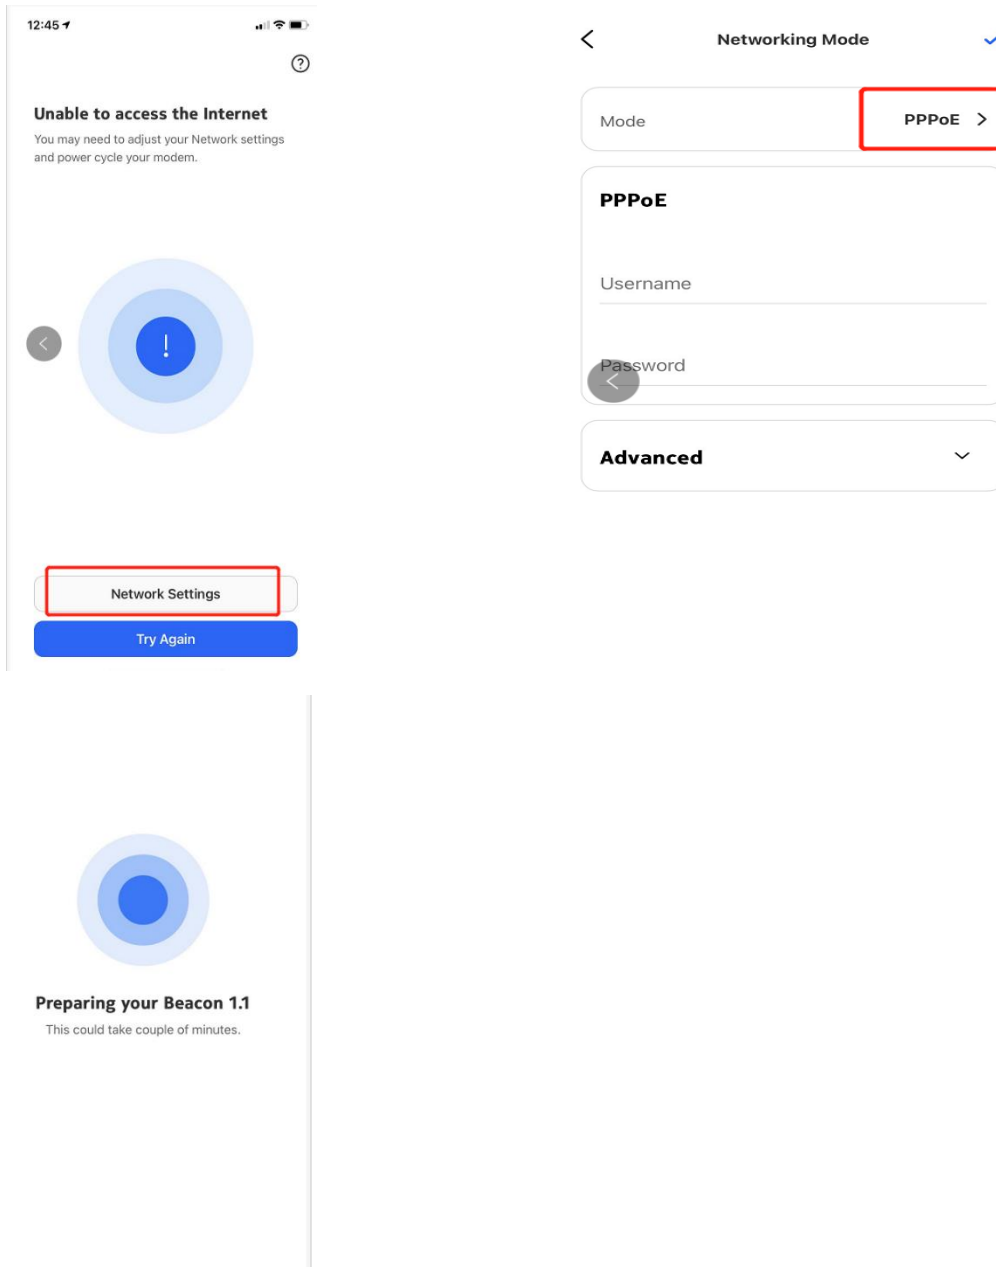 12:45
Unable to access the Internet
You may need to adjust your Network settings
and power cycle your modem.
Network Settings
Try Again
Networking Mode
Mode
PPPoE
PPPoE
Username
Password
Advanced
Preparing your Beacon 1.1
This could take couple of minutes.